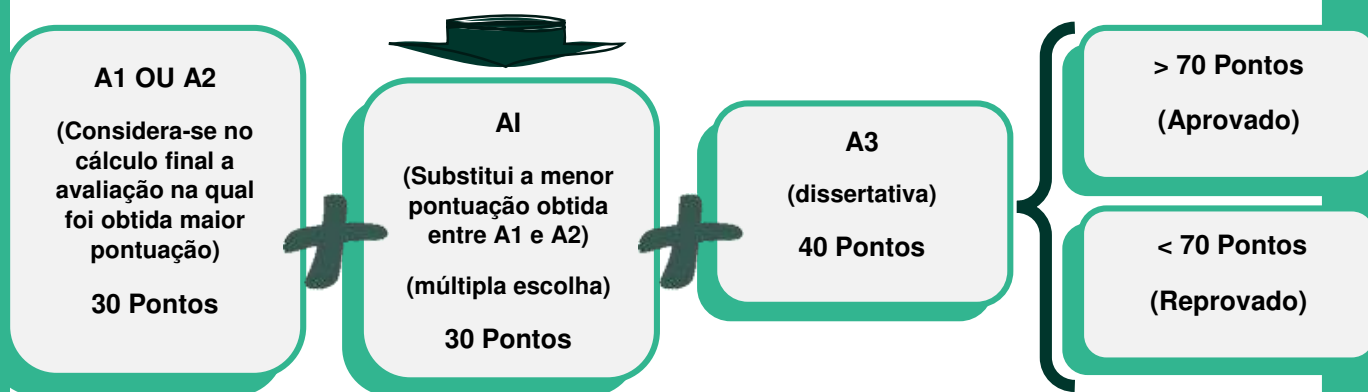 A1 OU A2
(Considera-se no
cálculo final a
avaliação na qual
foi obtida maior
pontuação)
30 Pontos
AI
(Substitui a menor
pontuação obtida
entre A1 e A2)
(múltipla escolha)
30 Pontos
A3
(dissertativa)
40 Pontos
> 70 Pontos
(Aprovado)
< 70 Pontos
(Reprovado)